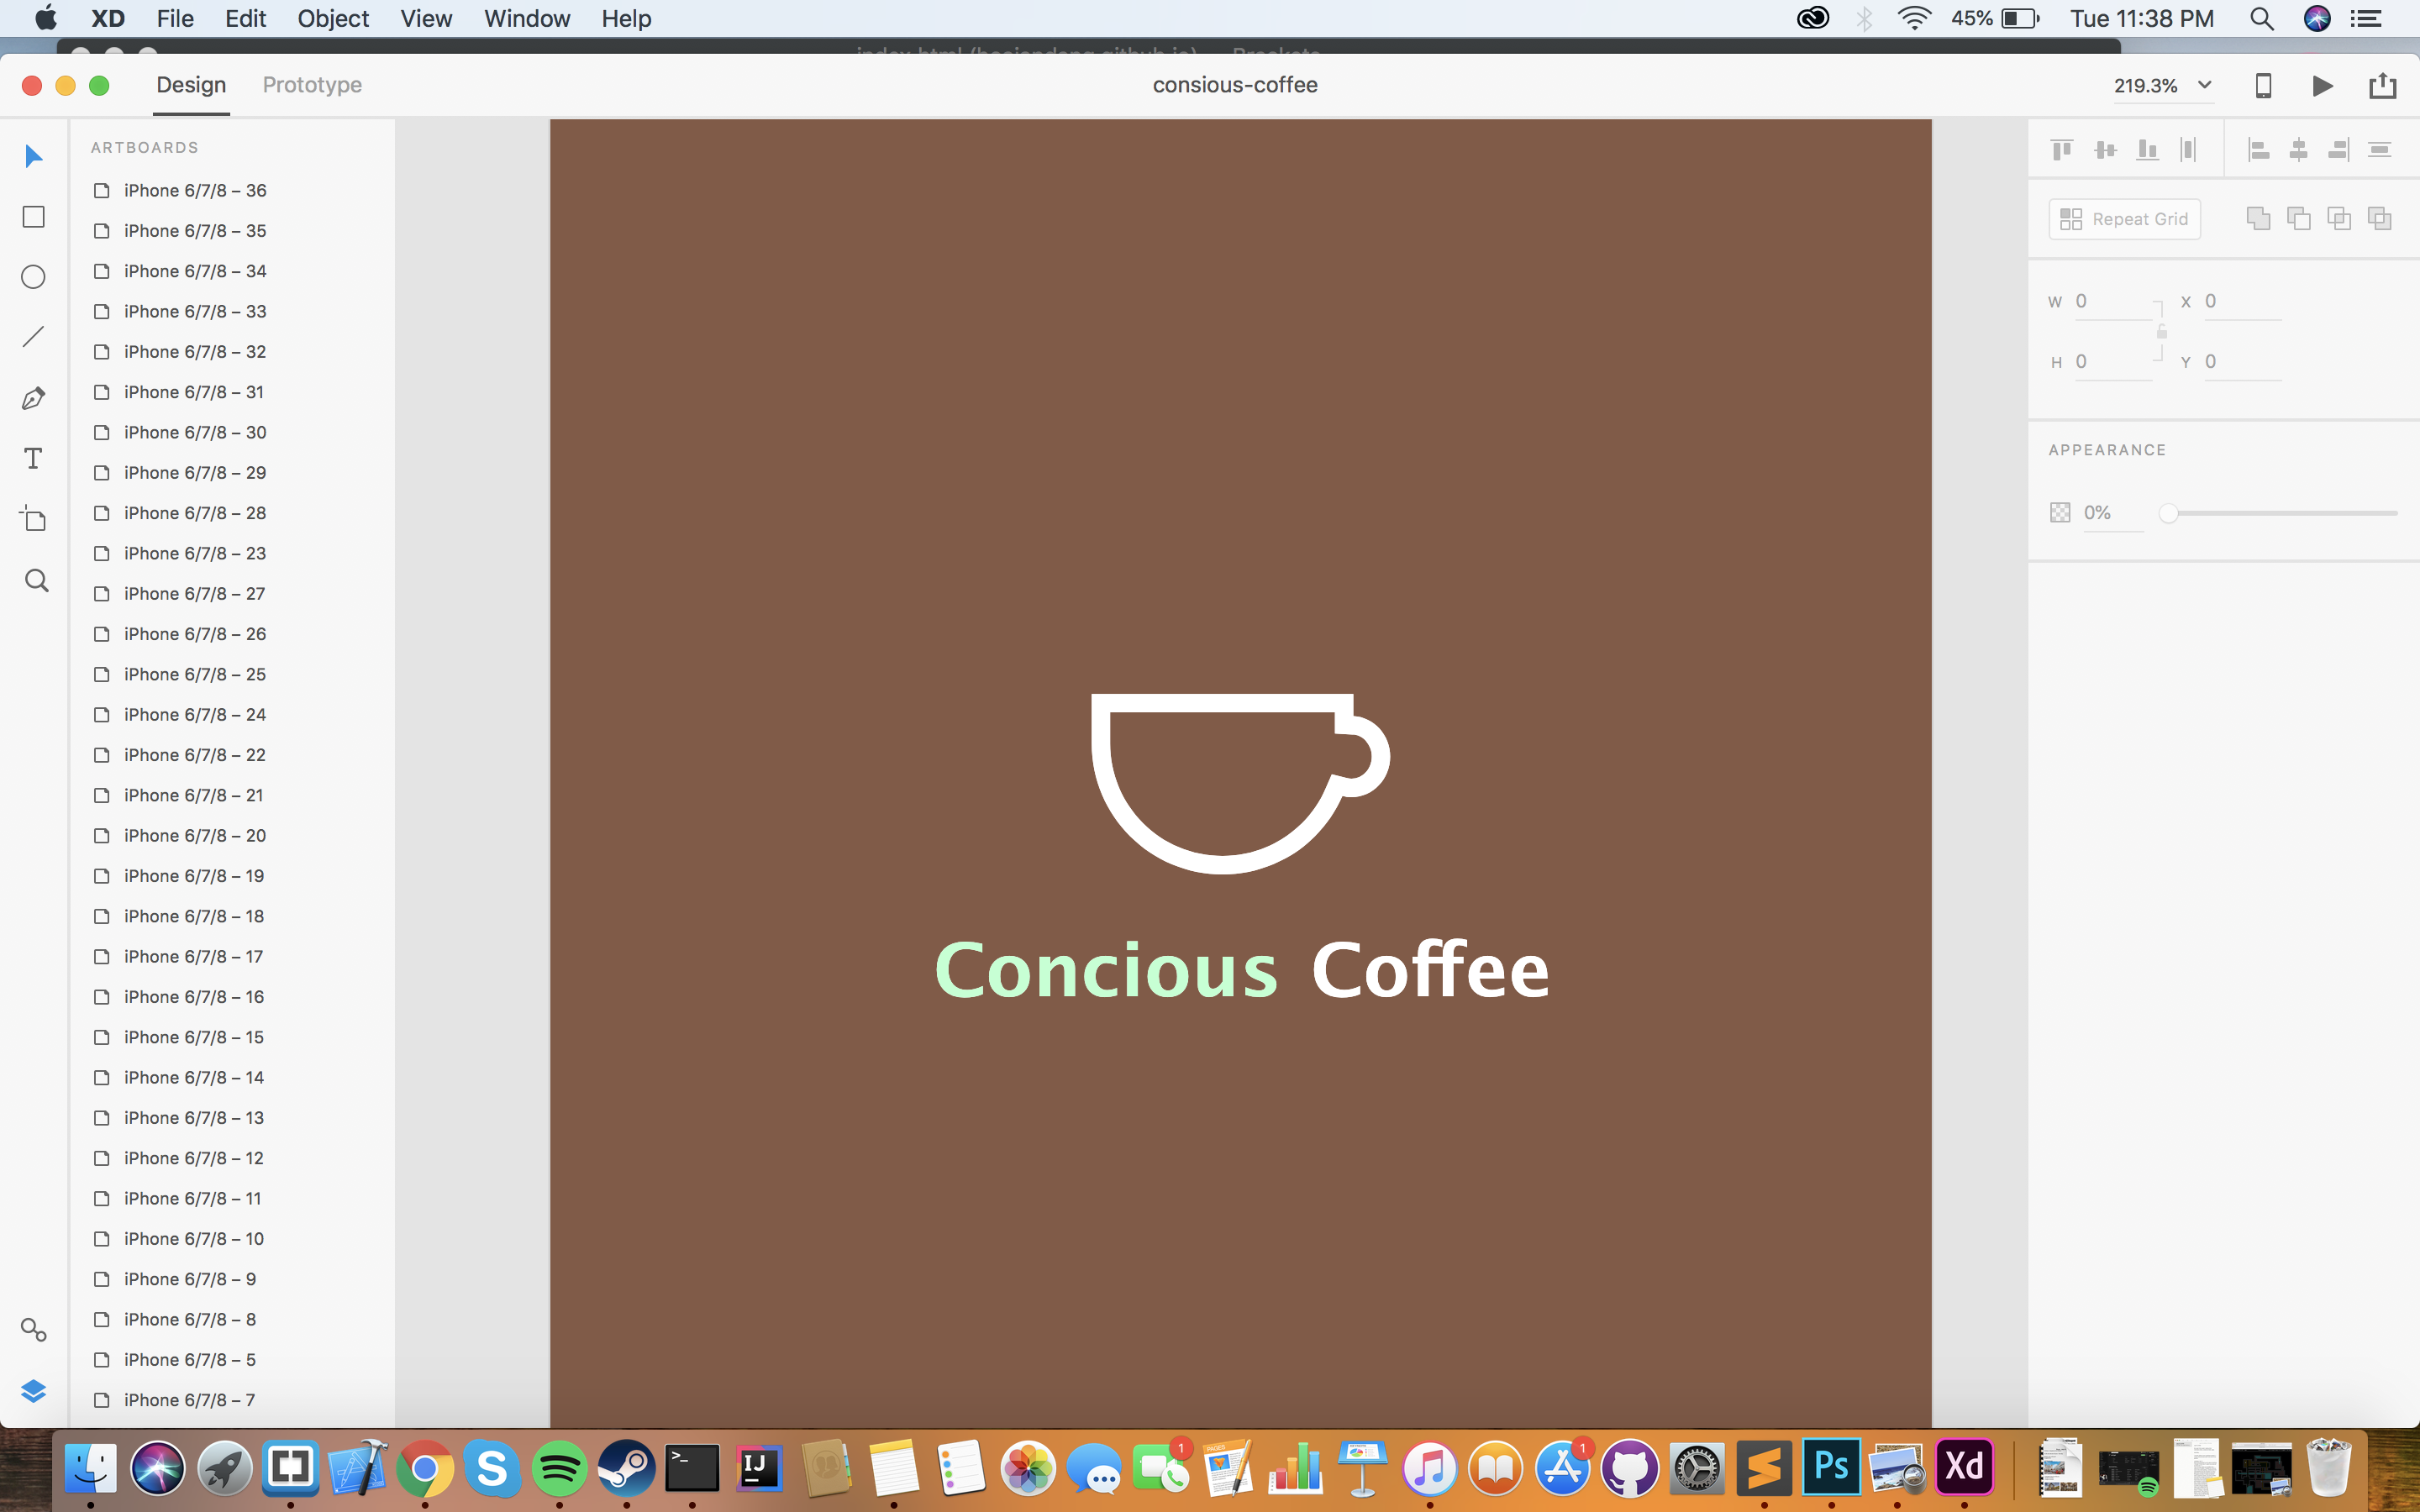 XD File Edit Object View Window Help 45% Tue 11:38 PM
index.html (baojandong.github.io) — Brackets
Design Prototype consious-coffee 219.3%
ARTBOARDS
iPhone 6/7/8 – 36
iPhone 6/7/8 – 35
iPhone 6/7/8 – 34
iPhone 6/7/8 – 33
iPhone 6/7/8 – 32
iPhone 6/7/8 – 31
iPhone 6/7/8 – 30
iPhone 6/7/8 – 29
iPhone 6/7/8 – 28
iPhone 6/7/8 – 23
iPhone 6/7/8 – 27
iPhone 6/7/8 – 26
iPhone 6/7/8 – 25
iPhone 6/7/8 – 24
iPhone 6/7/8 – 22
iPhone 6/7/8 – 21
iPhone 6/7/8 – 20
iPhone 6/7/8 – 19
iPhone 6/7/8 – 18
iPhone 6/7/8 – 17
iPhone 6/7/8 – 16
iPhone 6/7/8 – 15
iPhone 6/7/8 – 14
iPhone 6/7/8 – 13
iPhone 6/7/8 – 12
iPhone 6/7/8 – 11
iPhone 6/7/8 – 10
iPhone 6/7/8 – 9
iPhone 6/7/8 – 8
iPhone 6/7/8 – 5
iPhone 6/7/8 – 7
Concious Coffee
Repeat Grid
W 0 X 0
H 0 Y 0
APPEARANCE
0%
S >_ IJ 1 PAGES 1 Ps Xd